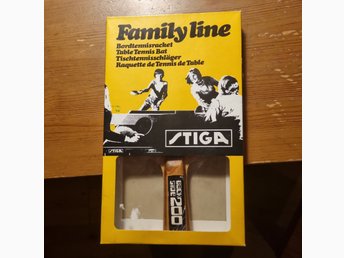 Family line
Bordtennisracket
Table Tennis Bat
Tischtennisschläger
Raquette de Tennis de Table
STIGA
STIGA
200